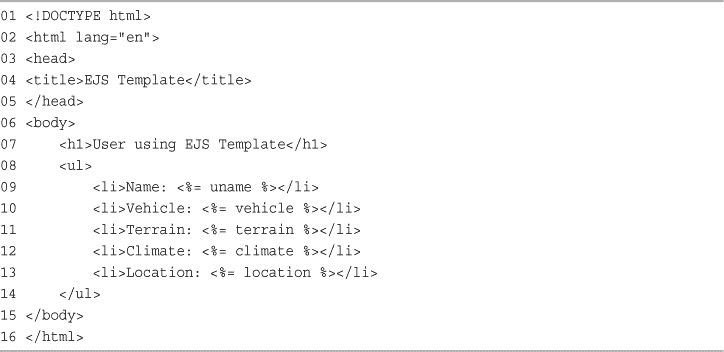 01 <!DOCTYPE html>
02 <html lang="en">
03 <head>
04 <title>EJS Template</title>
05 </head>
06 <body>
07     <h1>User using EJS Template</h1>
08     <ul>
09         <li>Name: <%= uname %></li>
10         <li>Vehicle: <%= vehicle %></li>
11         <li>Terrain: <%= terrain %></li>
12         <li>Climate: <%= climate %></li>
13         <li>Location: <%= location %></li>
14     </ul>
15 </body>
16 </html>